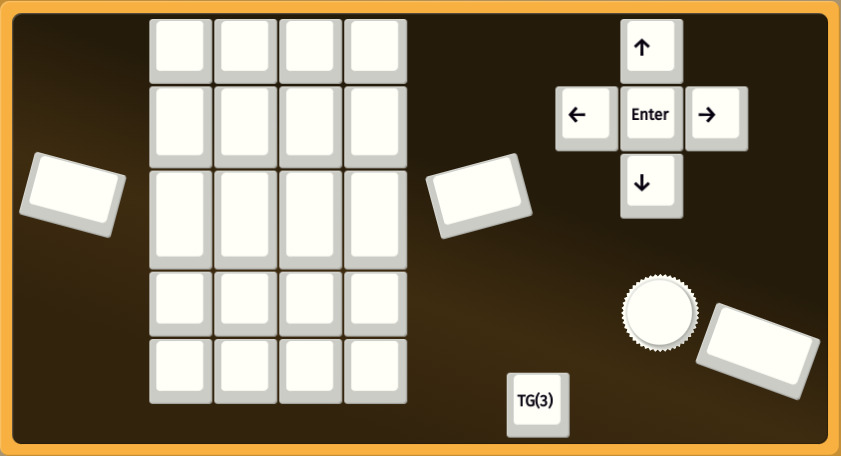 ↑
← Enter →
↓
TG(3)